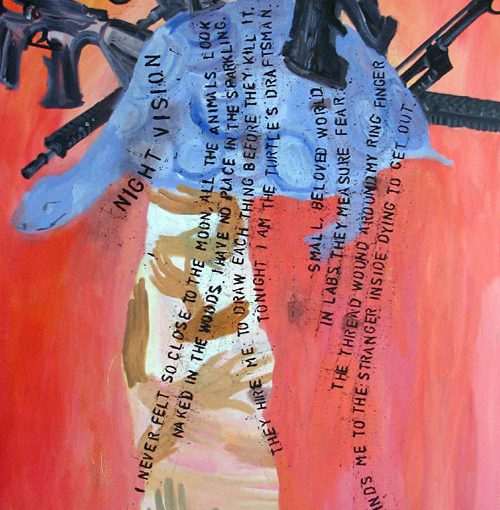 NIGHT VISION
I NEVER FELT SO CLOSE TO THE MOON. ALL THE ANIMALS LOOK
NAKED IN THE WOODS. I HAVE NO PLACE IN THE SPARKLING.
THEY HIRE ME TO DRAW EACH THING BEFORE THEY KILL IT.
TONIGHT I AM THE TURTLE'S DRAFTSMAN.
SMALL, BELOVED WORLD
IN LABS THEY MEASURE FEAR.
THE THREAD WOUND AROUND MY RING FINGER
INDS ME TO THE STRANGER INSIDE DYING TO GET OUT.